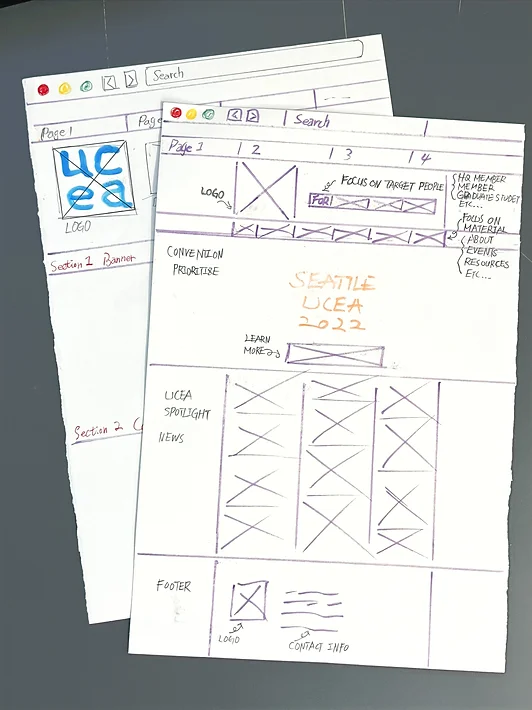 Search
Page 1
Page
UC
ea
LOGO
Section 1 Banner
Section 2
Search
Page 1
2
3
4
LOGO
FOCUS ON TARGET PEOPLE
FOR
HQ MEMBER
MEMBER
GRADUATE STUDET
ETC...
FOCUS ON
MATERIAL
ABOUT
EVENTS
RESOURCES
ETC...
CONVENTION
PRIORITISE
SEATTLE
UCEA
2022
LEARN
MORE
UCEA
SPOTLIGHT
NEWS
FOOTER
LOGO
CONTACT INFO